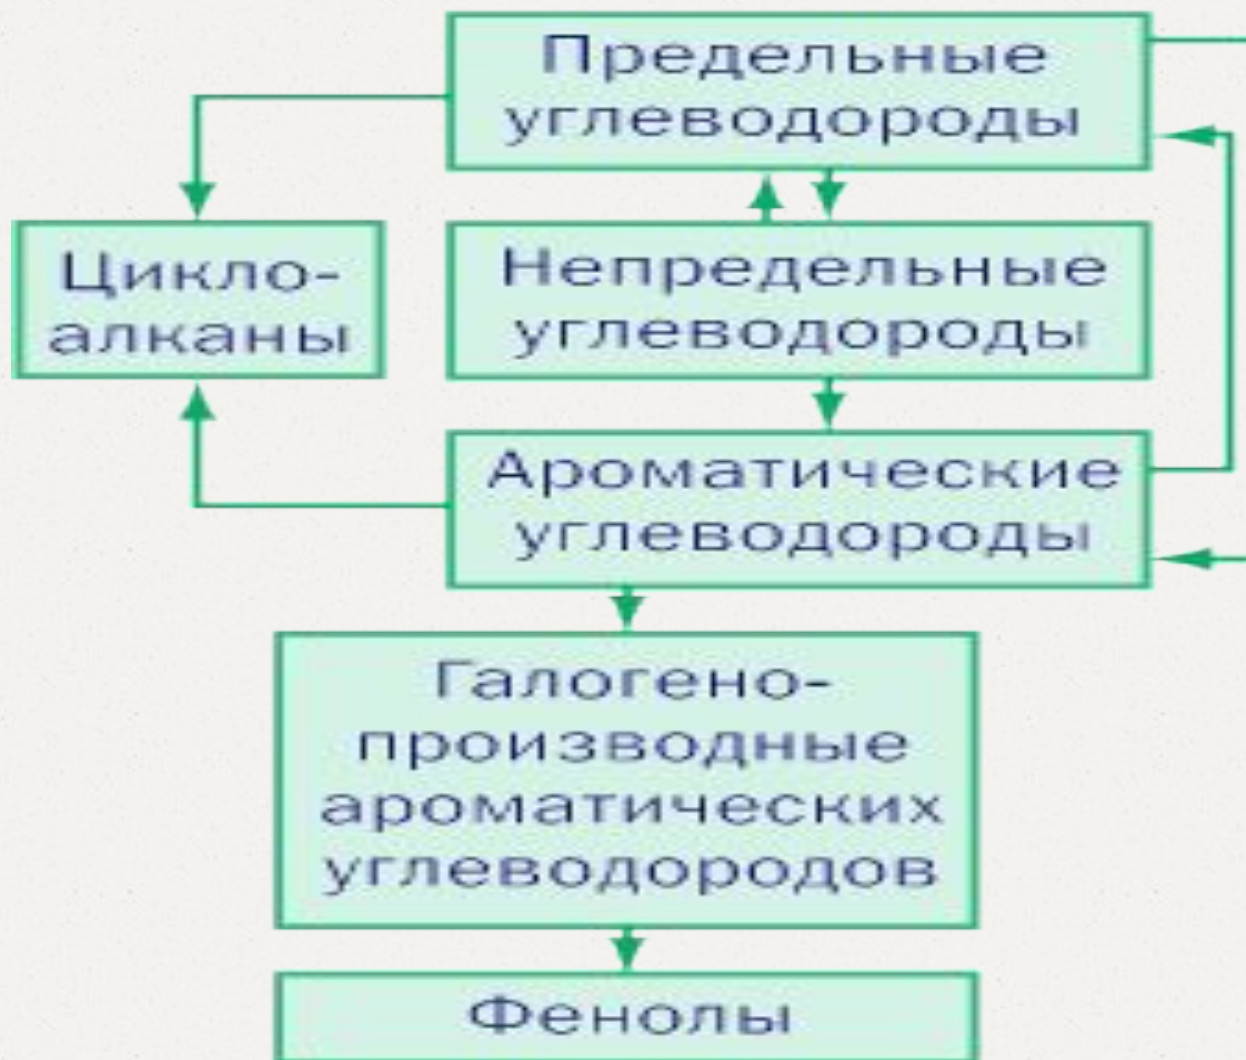 Предельные
углеводороды
Цикло-
алканы
Непредельные
углеводороды
Ароматические
углеводороды
Галогено-
производные
ароматических
углеводородов
Фенолы